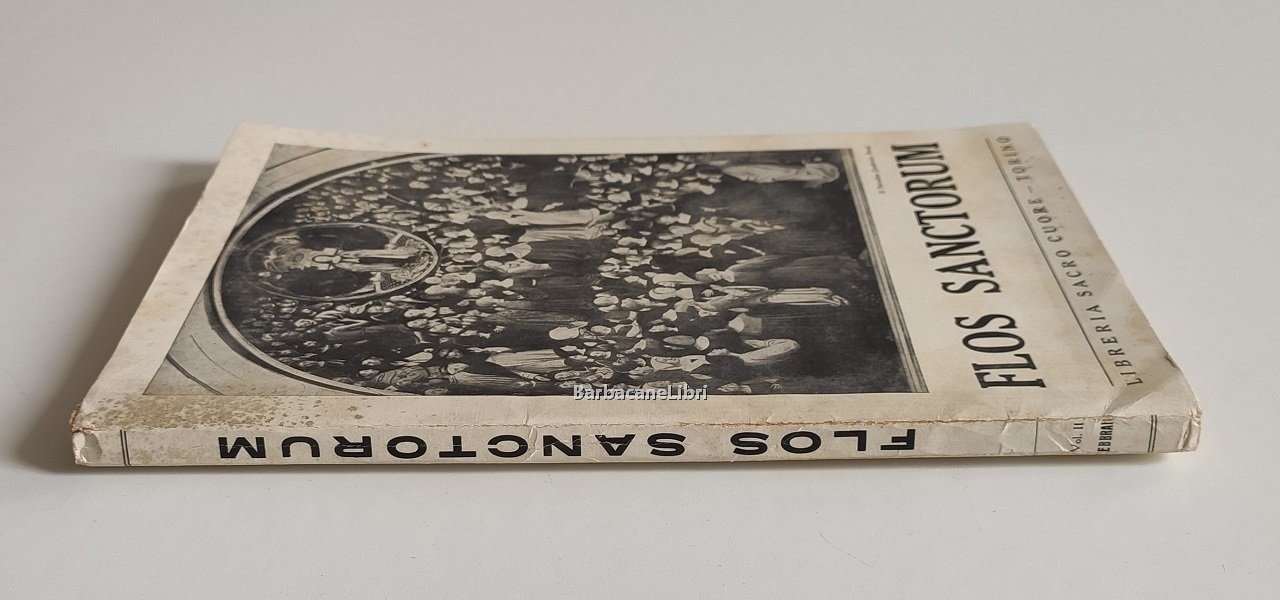 FLOS SANCTORUM
LIBRERIA SACRO CUORE - TORINO
FLOS SANCTORUM
Vol. II
BarbacaneLibri